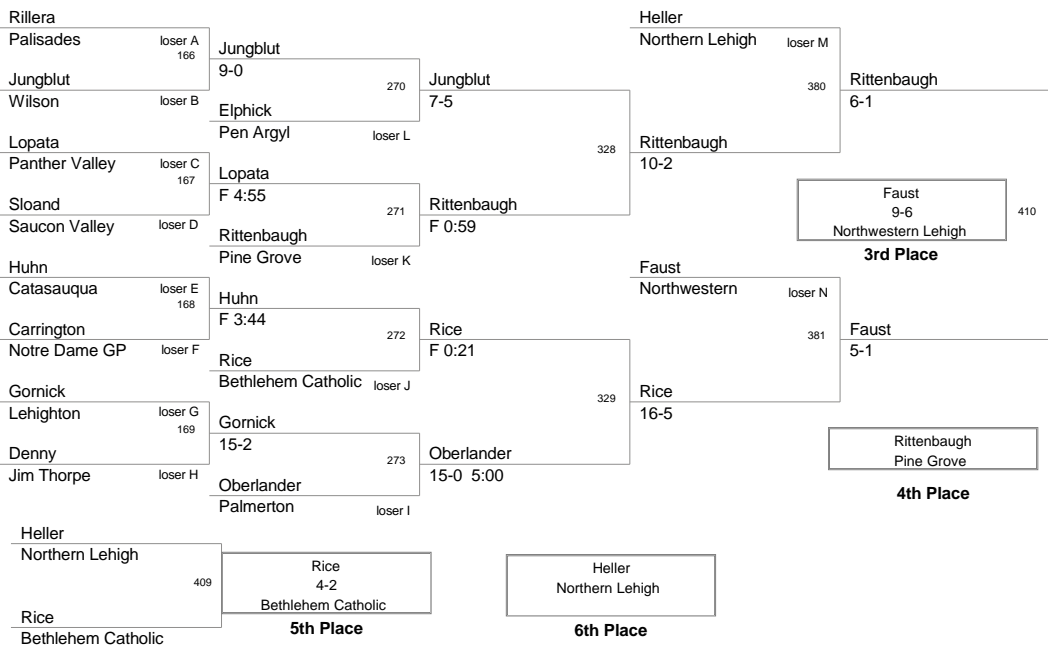 Rillera
Palisades loser A
166
Jungblut
Wilson loser B
Lopata
Panther Valley loser C
167
Sloand
Saucon Valley loser D
Huhn
Catasauqua loser E
168
Carrington
Notre Dame GP loser F
Gornick
Lehighton loser G
169
Denny
Jim Thorpe loser H
Jungblut
9-0
270
Elphick
Pen Argyl loser L
Lopata
F 4:55
271
Rittenbaugh
Pine Grove loser K
Huhn
F 3:44
272
Rice
Bethlehem Catholic loser J
Gornick
15-2
273
Oberlander
Palmerton loser I
Jungblut
7-5
328
Rittenbaugh
F 0:59
Rice
F 0:21
329
Oberlander
15-0 5:00
Heller
Northern Lehigh loser M
380
Rittenbaugh
10-2
Faust
Northwestern loser N
381
Rice
16-5
Rittenbaugh
6-1
Faust
9-6
Northwestern Lehigh
410
3rd Place
Faust
5-1
Rittenbaugh
Pine Grove
4th Place
Heller
Northern Lehigh
409
Rice
Bethlehem Catholic
Rice
4-2
Bethlehem Catholic
5th Place
Heller
Northern Lehigh
6th Place